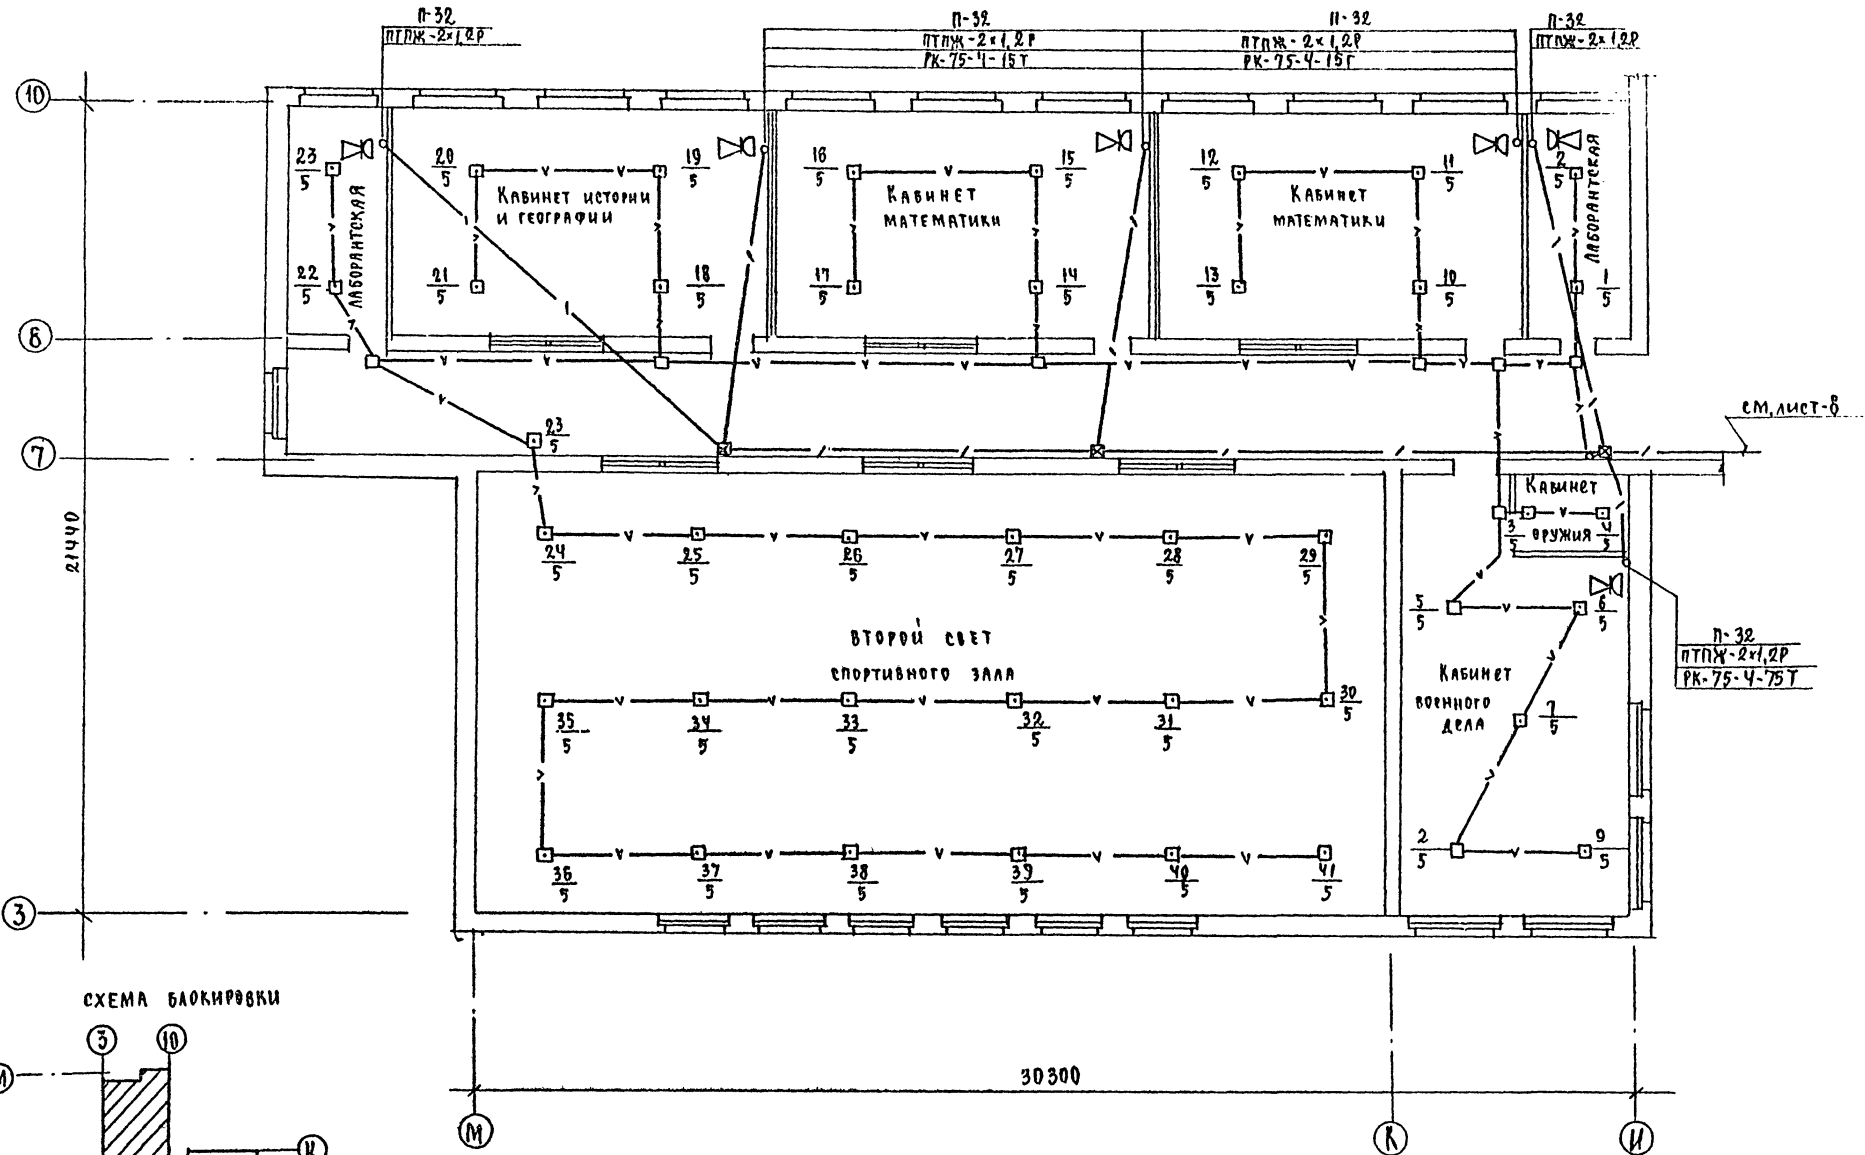 П-32
ПТПЖ-2×1,2Р
П-32
ПТПЖ-2×1,2Р
РК-75-4-15Т
П-32
ПТПЖ-2×1,2Р
РК-75-4-15Г
П-32
ПТПЖ-2×1,2Р
10
23/5
20/5
19/5
16/5
15/5
12/5
11/5
2/5
ЛАБОРАНТСКАЯ
КАБИНЕТ ИСТОРИИ
И ГЕОГРАФИИ
КАБИНЕТ
МАТЕМАТИКИ
КАБИНЕТ
МАТЕМАТИКИ
ЛАБОРАНТСКАЯ
22/5
21/5
18/5
17/5
14/5
13/5
10/5
1/5
8
СМ. ЛИСТ-8
23/5
7
21440
КАБИНЕТ
ОРУЖИЯ
3/5
4/5
24/5
25/5
26/5
27/5
28/5
29/5
5/5
6/5
ВТОРОЙ СВЕТ
СПОРТИВНОГО ЗАЛА
П-32
ПТПЖ-2×1,2Р
РК-75-4-75Т
КАБИНЕТ
ВОЕННОГО
ДЕЛА
35/5
34/5
33/5
32/5
31/5
30/5
7/5
2/5
9/5
36/5
37/5
38/5
39/5
40/5
41/5
3
СХЕМА БЛОКИРОВКИ
3
10
30300
М
К
И